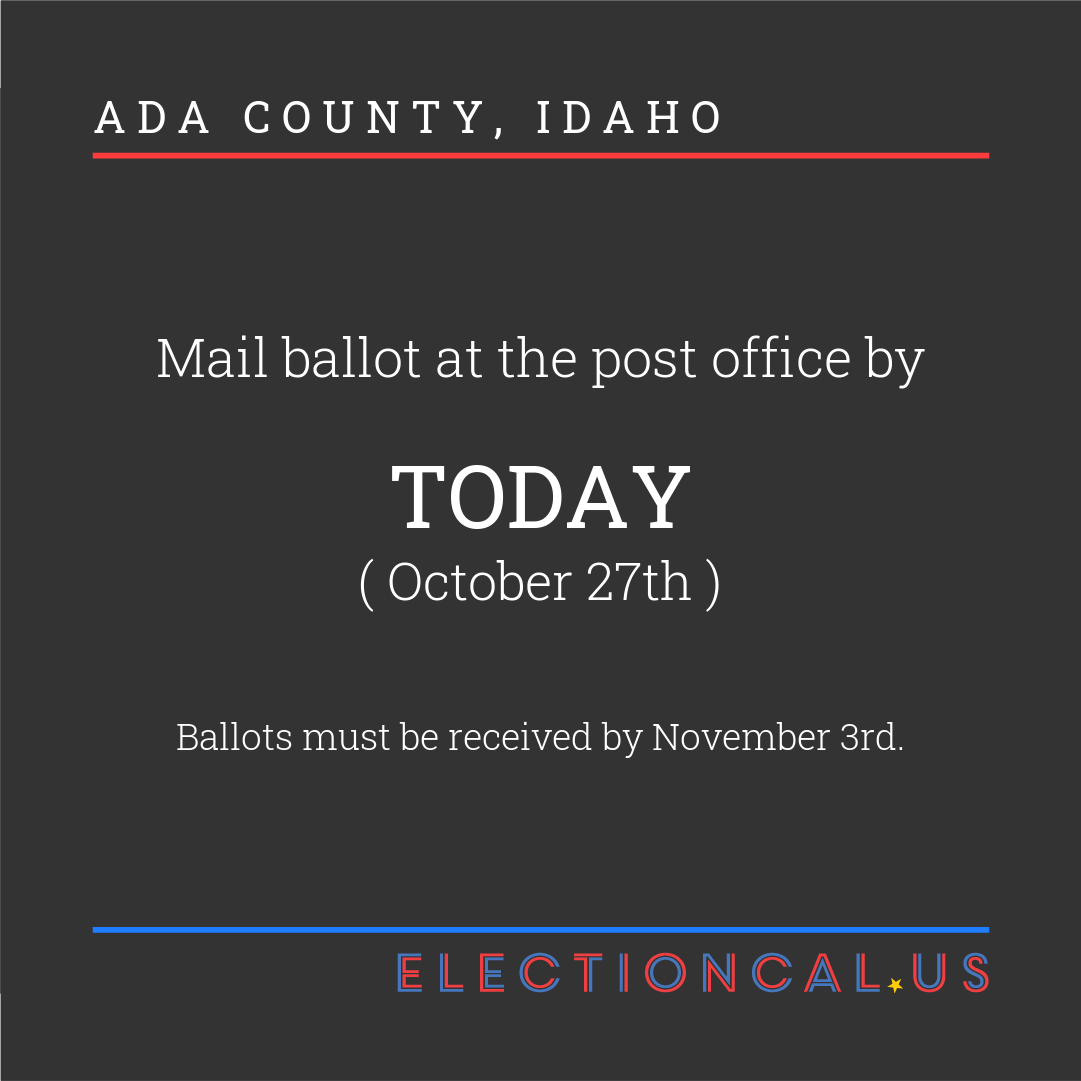 ADA COUNTY, IDAHO
Mail ballot at the post office by
TODAY
( October 27th )
Ballots must be received by November 3rd.
ELECTIONCAL.US